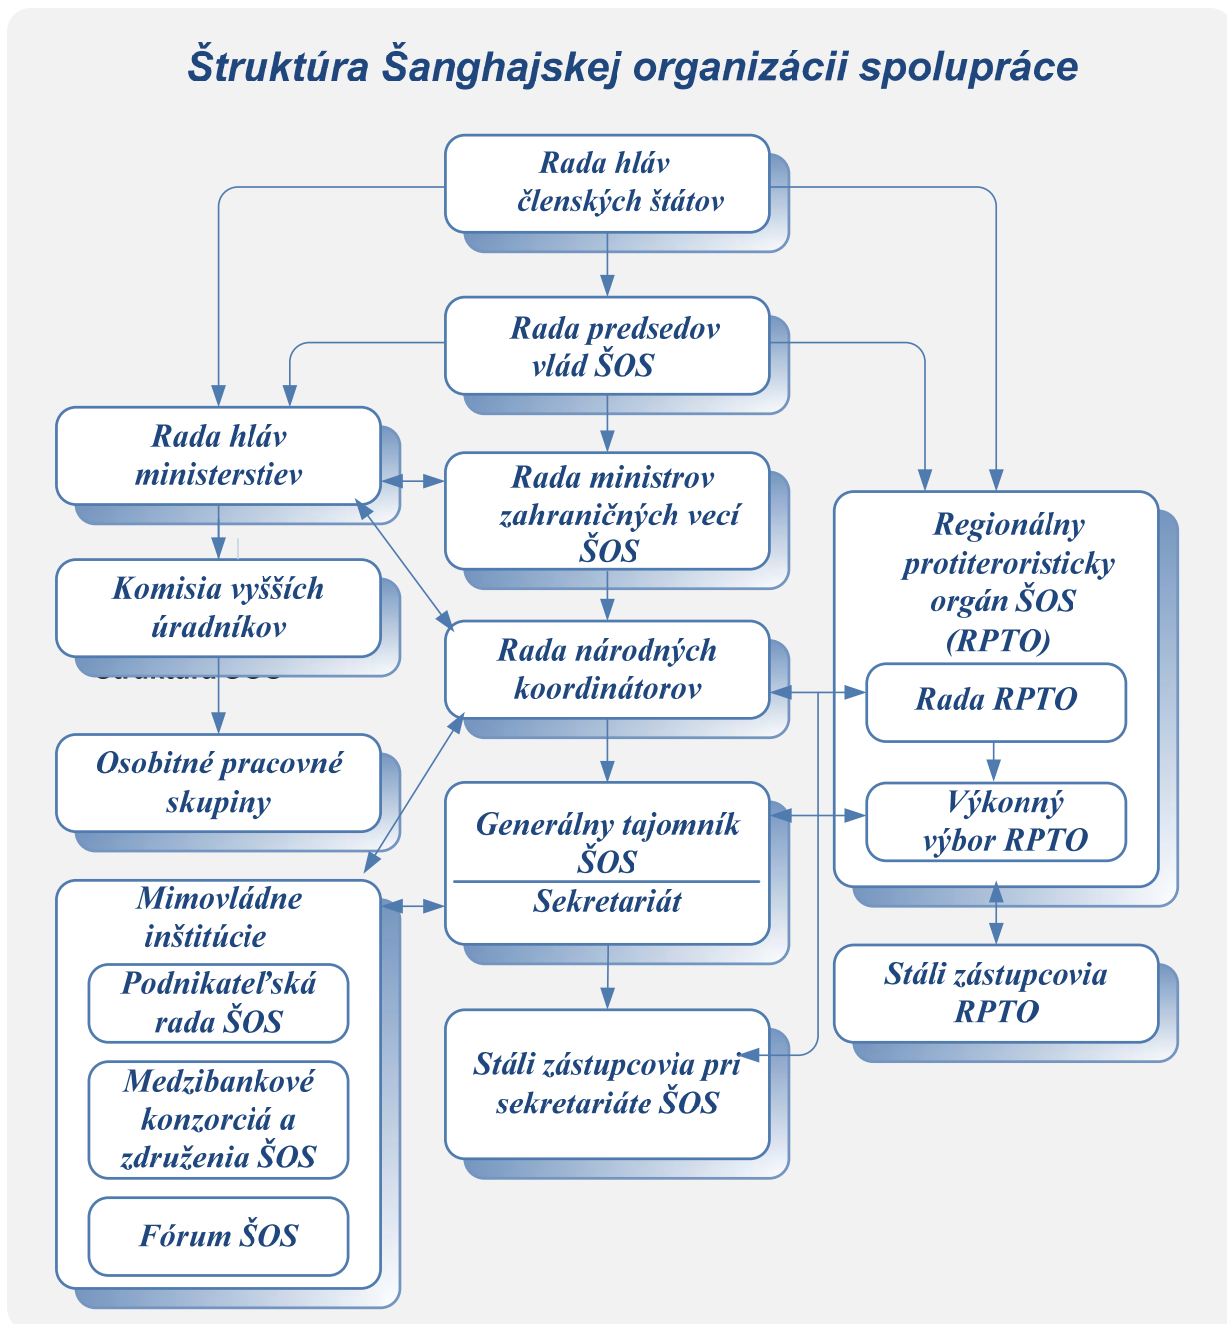 Štruktúra Šanghajskej organizácii spolupráce
Rada hláv
členských štátov
Rada predsedov
vlád ŠOS
Rada hláv
ministerstiev
Rada ministrov
zahraničných vecí
ŠOS
Regionálny
protiteroristicky
orgán ŠOS
(RPTO)
Komisia vyšších
úradníkov
Rada národných
koordinátorov
Rada RPTO
Osobitné pracovné
skupiny
Generálny tajomník
ŠOS
Sekretariát
Výkonný
výbor RPTO
Mimovládne
inštitúcie
Podnikateľská
rada ŠOS
Medzibankové
konzorciá a
združenia ŠOS
Fórum ŠOS
Stáli zástupcovia pri
sekretariáte ŠOS
Stáli zástupcovia
RPTO